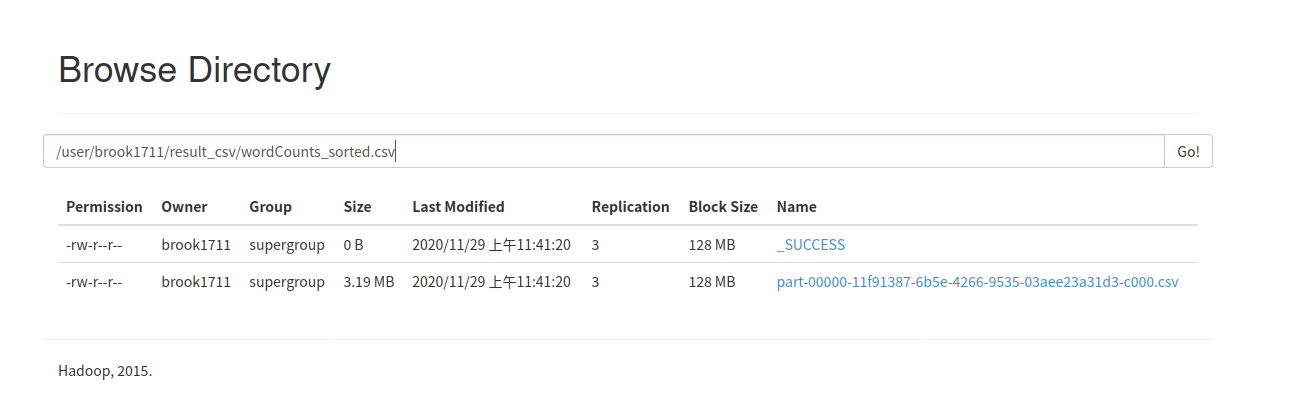 Browse Directory
/user/brook1711/result_csv/wordCounts_sorted.csv Go!
Permission Owner Group Size Last Modified Replication Block Size Name
-rw-r--r-- brook1711 supergroup 0 B 2020/11/29 上午11:41:20 3 128 MB _SUCCESS
-rw-r--r-- brook1711 supergroup 3.19 MB 2020/11/29 上午11:41:20 3 128 MB part-00000-11f91387-6b5e-4266-9535-03aee23a31d3-c000.csv
Hadoop, 2015.